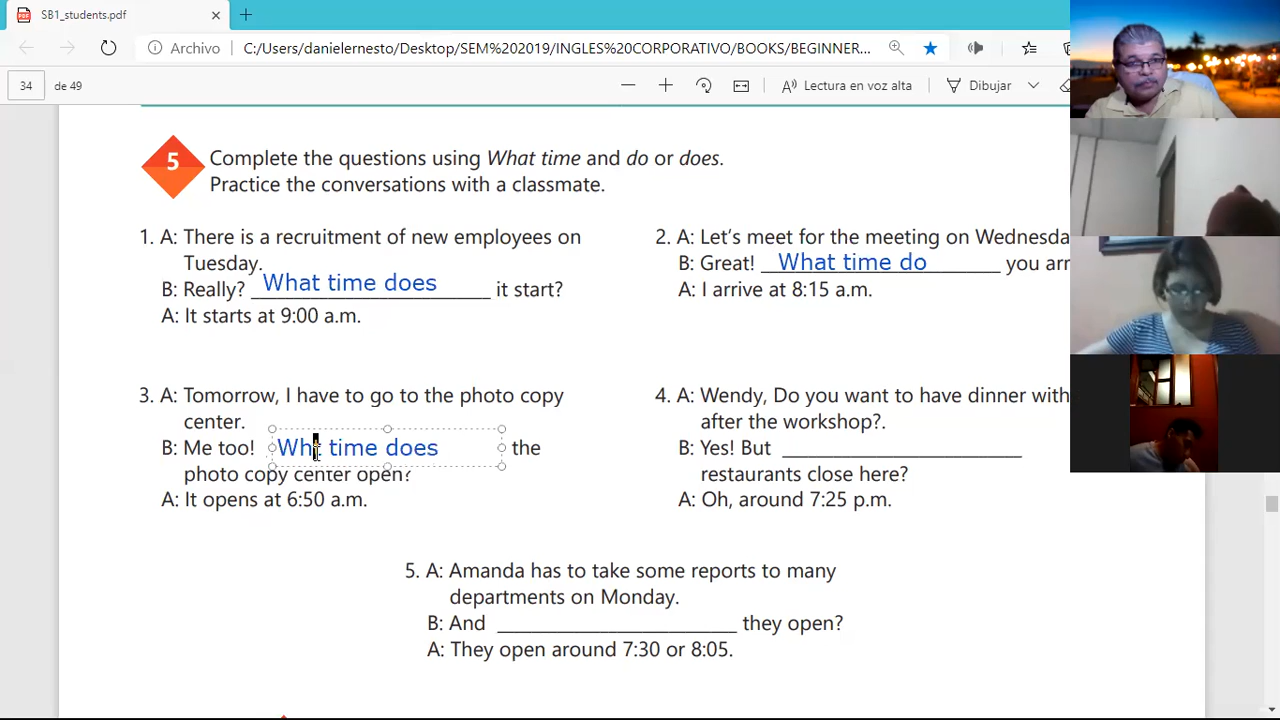 SB1_students.pdf
Archivo C:/Users/danielernesto/Desktop/SEM%202019/INGLES%20CORPORATIVO/BOOKS/BEGINNER...
34 de 49 Lectura en voz alta Dibujar
5 Complete the questions using What time and do or does.
Practice the conversations with a classmate.
1. A: There is a recruitment of new employees on
Tuesday.
B: Really? What time does it start?
A: It starts at 9:00 a.m.
2. A: Let's meet for the meeting on Wednesda
B: Great! What time do you arr
A: I arrive at 8:15 a.m.
3. A: Tomorrow, I have to go to the photo copy
center.
B: Me too! What time does the
photo copy center open?
A: It opens at 6:50 a.m.
4. A: Wendy, Do you want to have dinner with
after the workshop?.
B: Yes! But ______________________
restaurants close here?
A: Oh, around 7:25 p.m.
5. A: Amanda has to take some reports to many
departments on Monday.
B: And ______________________ they open?
A: They open around 7:30 or 8:05.